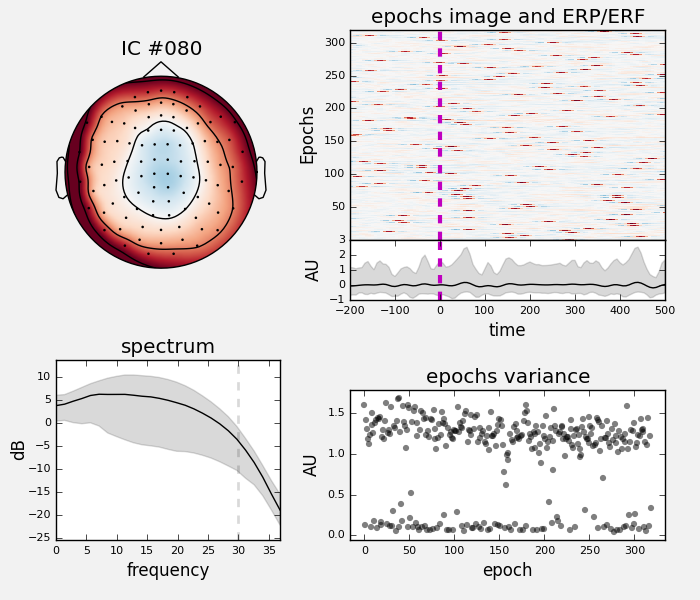 IC #080
epochs image and ERP/ERF
Epochs
300
250
200
150
100
50
3
AU
2
1
0
−1
−200 −100 0 100 200 300 400 500
time
spectrum
dB
10
5
0
−5
−10
−15
−20
−25
0 5 10 15 20 25 30 35
frequency
epochs variance
AU
1.5
1.0
0.5
0.0
0 50 100 150 200 250 300
epoch